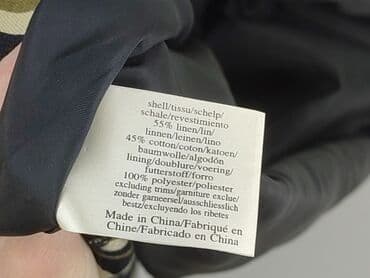 shell/tissu/schelp/
schale/revestimiento
55% linen/lin/
linnen/leinen/lino
45% cotton/coton/katoen/
baumwolle/algodón
lining/doublure/voering/
futterstoff/forro
100% polyester/poliester
excluding trims/garniture exclue/
zonder garneersel/ausschliesslich
bestz/excluyendo los ribetes
Made in China/Fabriqué en
Chine/Fabricado en China